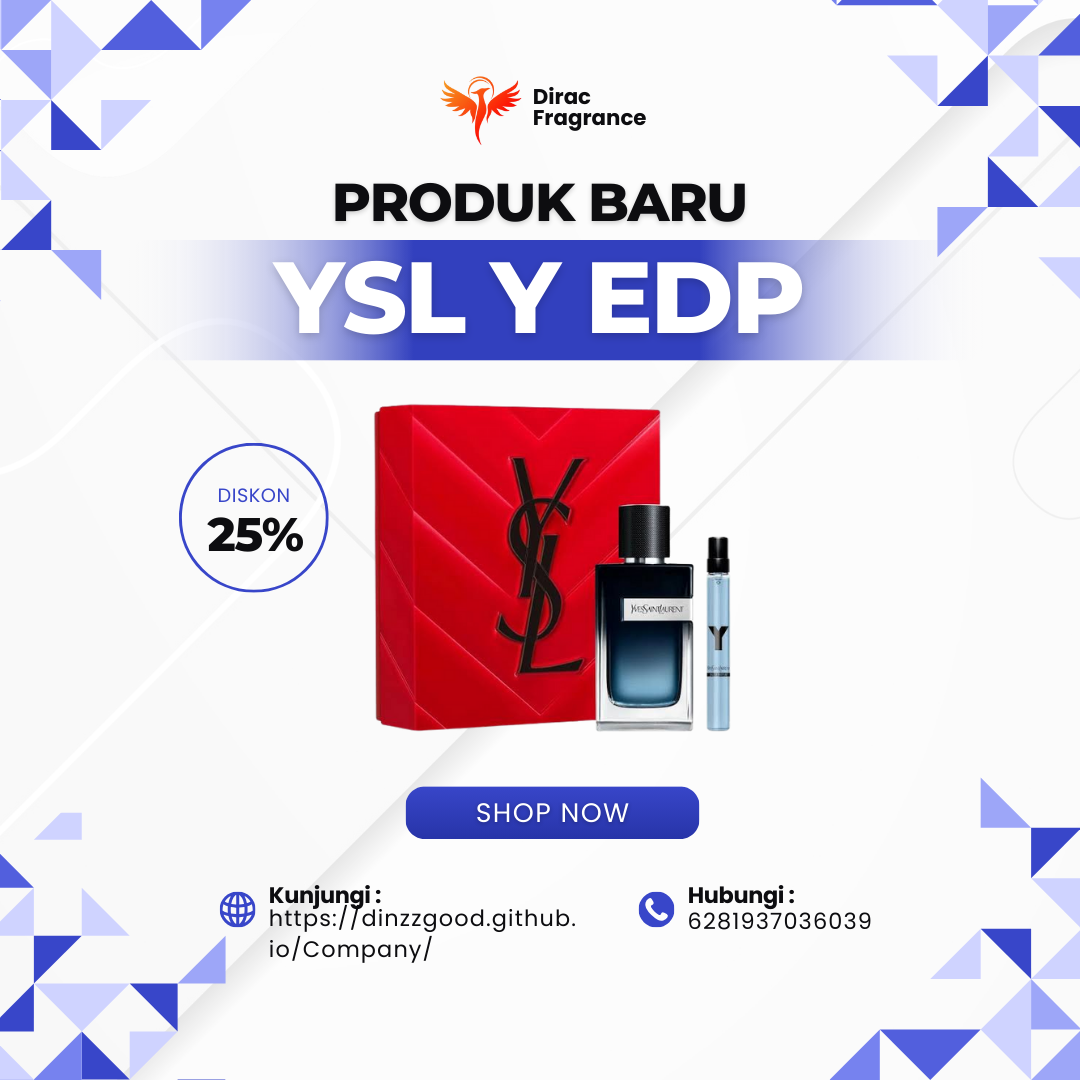 Dirac
Fragrance
PRODUK BARU
YSL Y EDP
DISKON
25%
YSL
YVESSAINTLAURENT
Y
SHOP NOW
Kunjungi :
https://dinzzgood.github.
io/Company/
Hubungi :
6281937036039